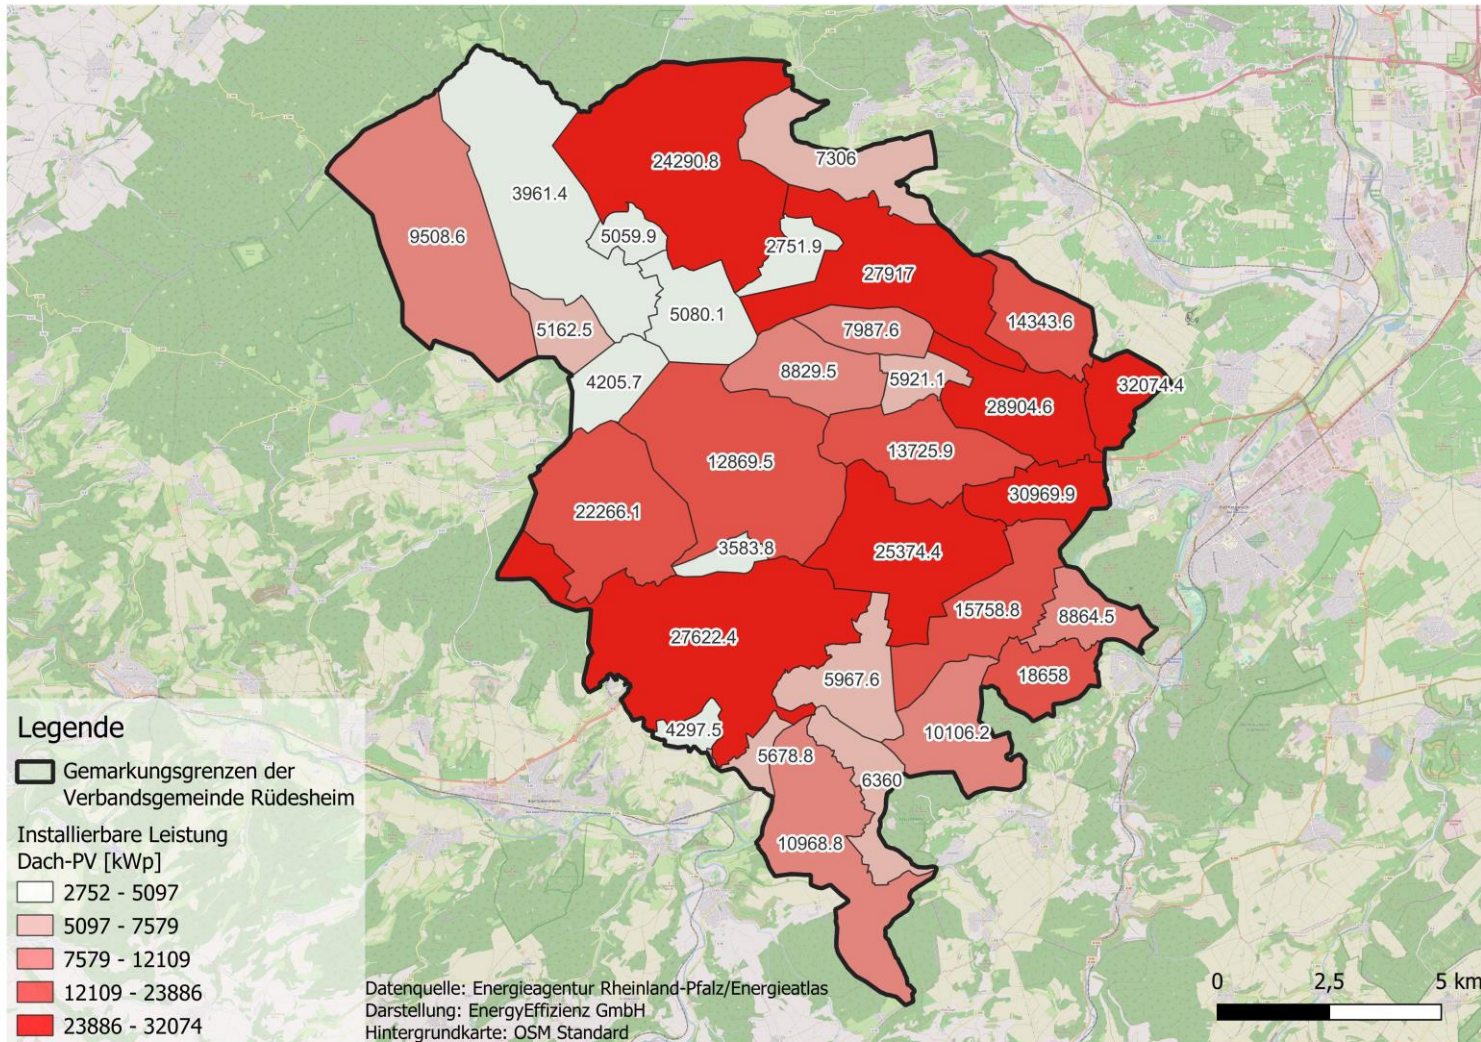 24290.8
7306
3961.4
9508.6
5059.9
2751.9
27917
5080.1
14343.6
5162.5
7987.6
4205.7
8829.5
5921.1
32074.4
28904.6
12869.5
13725.9
22266.1
30969.9
3583.8
25374.4
15758.8
8864.5
27622.4
5967.6
18658
4297.5
10106.2
5678.8
6360
10968.8
Legende
Gemarkungsgrenzen der
Verbandsgemeinde Rüdesheim
Installierbare Leistung
Dach-PV [kWp]
2752 - 5097
5097 - 7579
7579 - 12109
12109 - 23886
23886 - 32074
Datenquelle: Energieagentur Rheinland-Pfalz/Energieatlas
Darstellung: EnergyEffizienz GmbH
Hintergrundkarte: OSM Standard
0 2,5 5 km